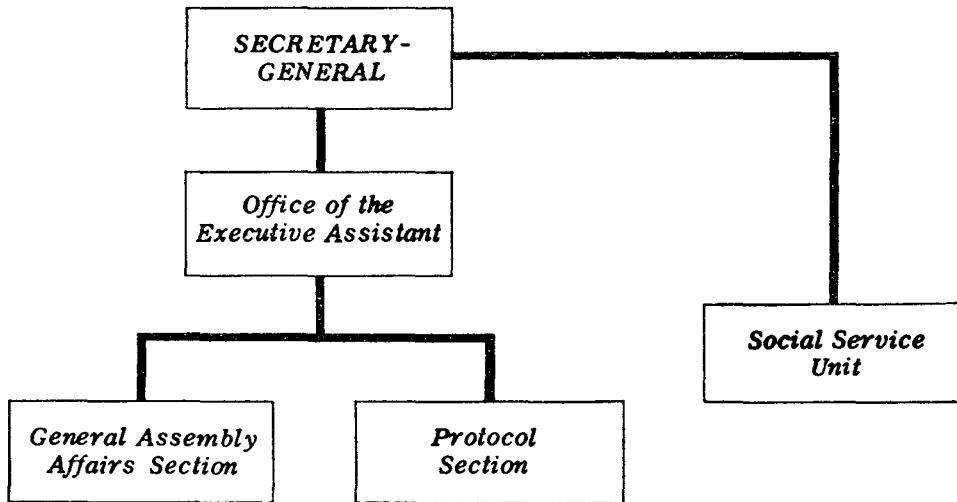 SECRETARY-
GENERAL
Office of the
Executive Assistant
Social Service
Unit
General Assembly
Affairs Section
Protocol
Section